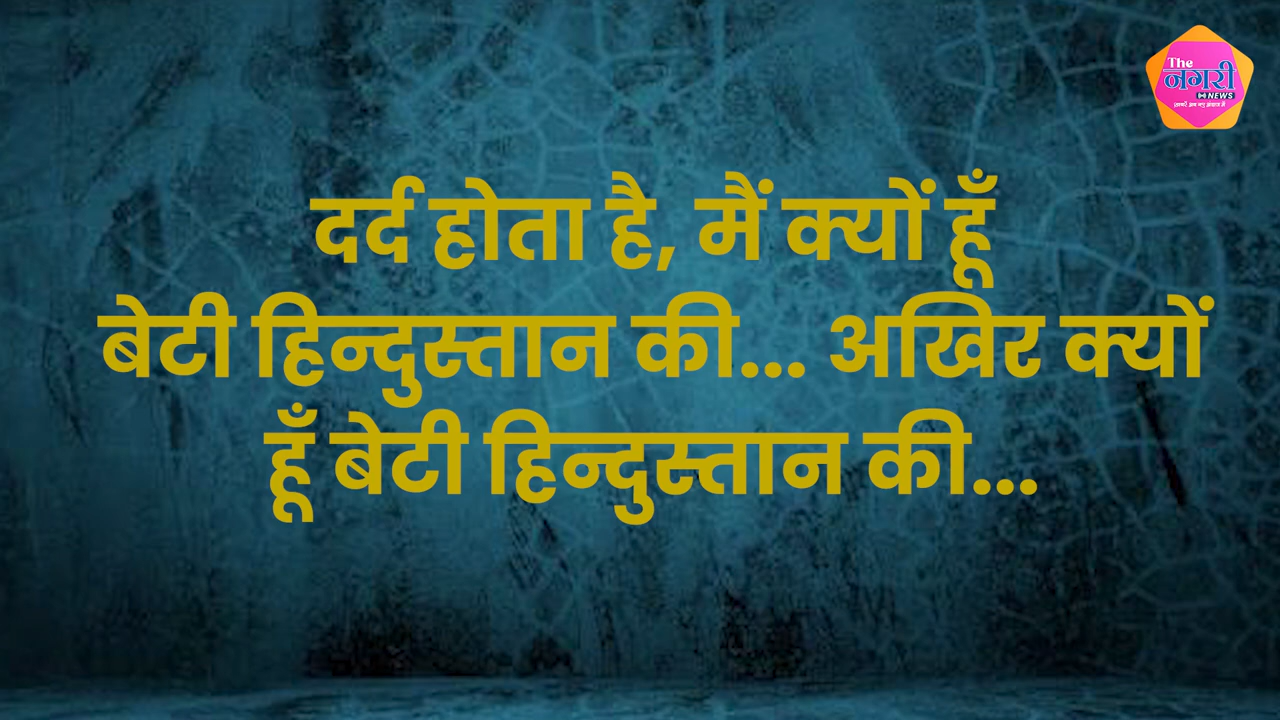 The
नगरी
NEWS
दर्द होता है, मैं क्यों हूँ
बेटी हिन्दुस्तान की... अखिर क्यों
हूँ बेटी हिन्दुस्तान की...